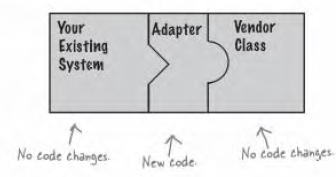 Your
Existing
System
Adapter
Vendor
Class
No code changes.
New code.
No code changes.